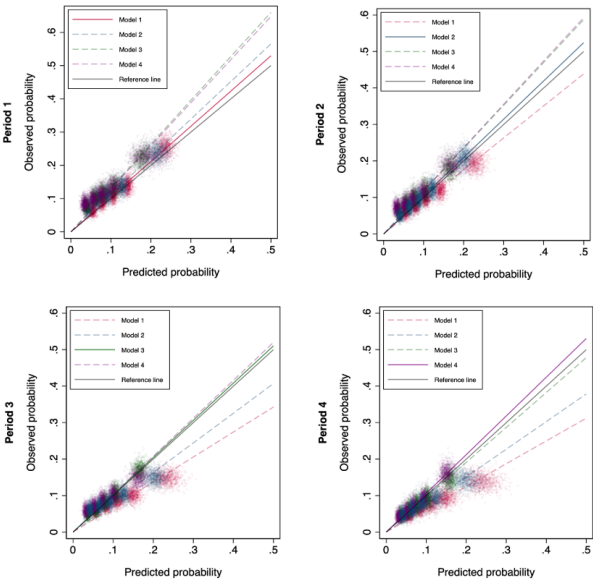 Period 1
Observed probability
Model 1
Model 2
Model 3
Model 4
Reference line
.6
.5
.4
.3
.2
.1
0
0 .1 .2 .3 .4 .5
Predicted probability
Period 2
Observed probability
Model 1
Model 2
Model 3
Model 4
Reference line
.6
.5
.4
.3
.2
.1
0
0 .1 .2 .3 .4 .5
Predicted probability
Period 3
Observed probability
Model 1
Model 2
Model 3
Model 4
Reference line
.6
.5
.4
.3
.2
.1
0
0 .1 .2 .3 .4 .5
Predicted probability
Period 4
Observed probability
Model 1
Model 2
Model 3
Model 4
Reference line
.6
.5
.4
.3
.2
.1
0
0 .1 .2 .3 .4 .5
Predicted probability